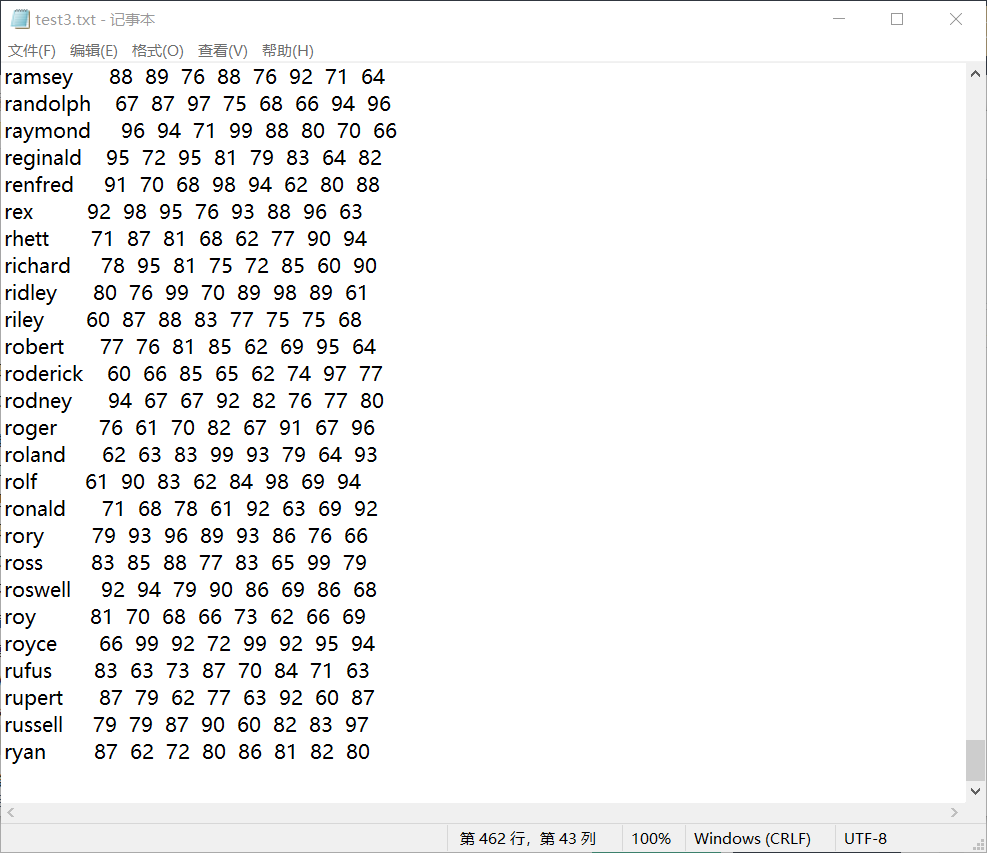 test3.txt - 记事本
文件(F) 编辑(E) 格式(O) 查看(V) 帮助(H)
ramsey 88 89 76 88 76 92 71 64
randolph 67 87 97 75 68 66 94 96
raymond 96 94 71 99 88 80 70 66
reginald 95 72 95 81 79 83 64 82
renfred 91 70 68 98 94 62 80 88
rex 92 98 95 76 93 88 96 63
rhett 71 87 81 68 62 77 90 94
richard 78 95 81 75 72 85 60 90
ridley 80 76 99 70 89 98 89 61
riley 60 87 88 83 77 75 75 68
robert 77 76 81 85 62 69 95 64
roderick 60 66 85 65 62 74 97 77
rodney 94 67 67 92 82 76 77 80
roger 76 61 70 82 67 91 67 96
roland 62 63 83 99 93 79 64 93
rolf 61 90 83 62 84 98 69 94
ronald 71 68 78 61 92 63 69 92
rory 79 93 96 89 93 86 76 66
ross 83 85 88 77 83 65 99 79
roswell 92 94 79 90 86 69 86 68
roy 81 70 68 66 73 62 66 69
royce 66 99 92 72 99 92 95 94
rufus 83 63 73 87 70 84 71 63
rupert 87 79 62 77 63 92 60 87
russell 79 79 87 90 60 82 83 97
ryan 87 62 72 80 86 81 82 80
第 462 行，第 43 列 100% Windows (CRLF) UTF-8